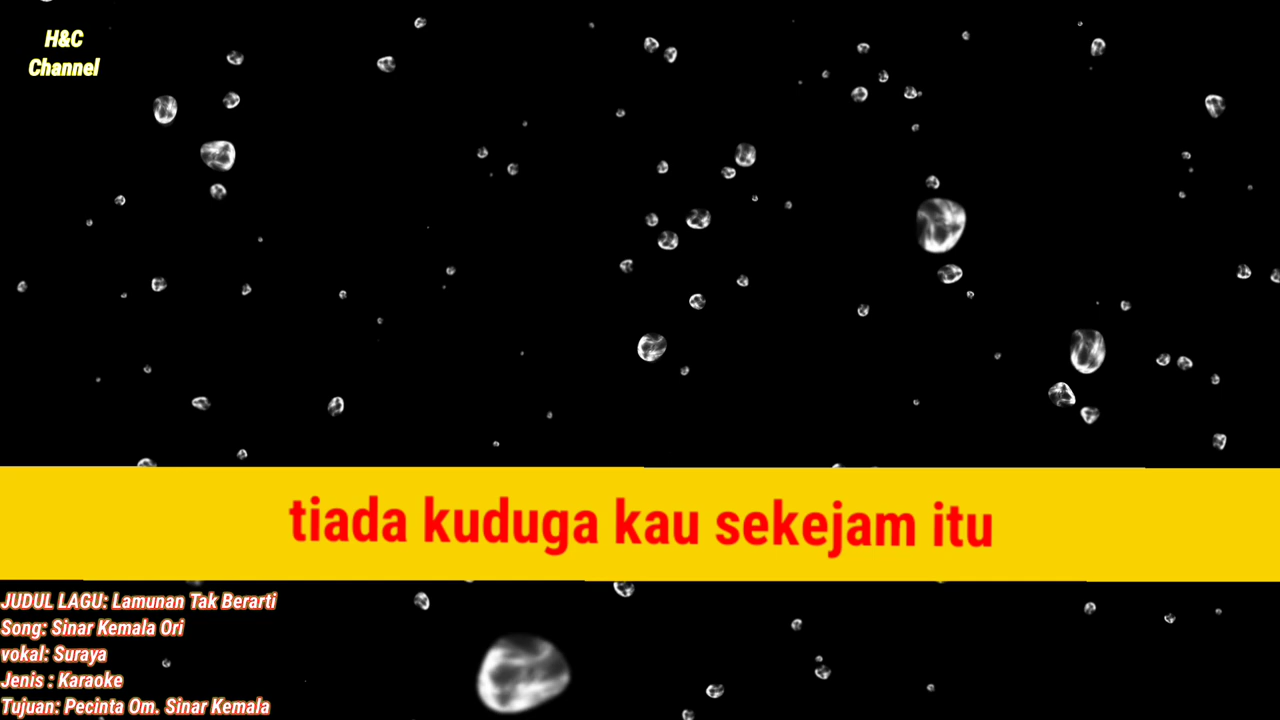 H&C
Channel
tiada kuduga kau sekejam itu
JUDUL LAGU: Lamunan Tak Berarti
Song: Sinar Kemala Ori
vokal: Suraya
Jenis : Karaoke
Tujuan: Pecinta Om. Sinar Kemala